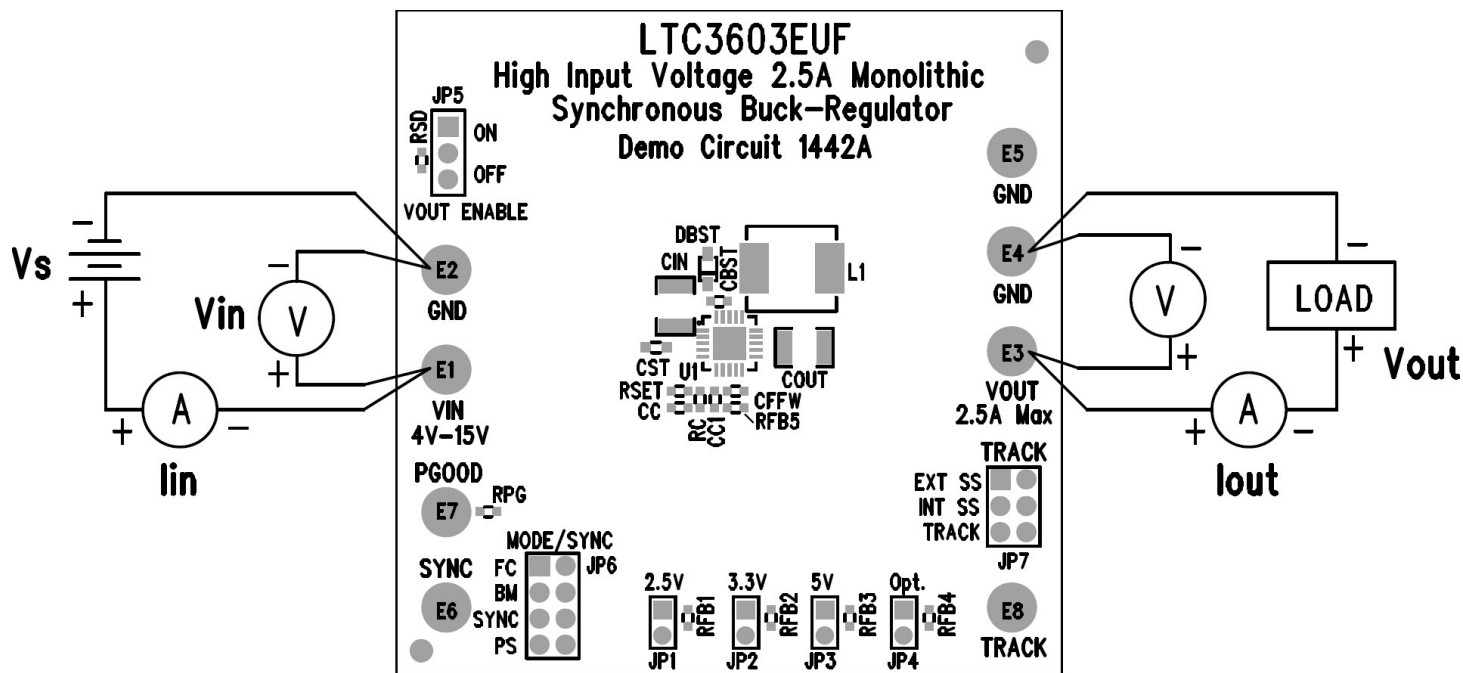 LTC3603EUF
High Input Voltage 2.5A Monolithic
Synchronous Buck-Regulator
Demo Circuit 1442A
JP5
RSD
ON
OFF
VOUT ENABLE
E5
GND
-
Vs
+
-
Vin
V
+
E2
GND
E1
VIN
4V-15V
+
A
-
Iin
DBST
CIN
CBST
L1
CST
U1
COUT
RSET
CC
RC
CC1
CFFW
RFB5
E4
GND
E3
VOUT
2.5A Max
-
V
+
-
LOAD
+
Vout
+
A
-
Iout
PGOOD
E7
RPG
SYNC
E6
MODE/SYNC
JP6
FC
BM
SYNC
PS
2.5V
RFB1
JP1
3.3V
RFB2
JP2
5V
RFB3
JP3
Opt.
RFB4
JP4
TRACK
EXT SS
INT SS
TRACK
JP7
E8
TRACK